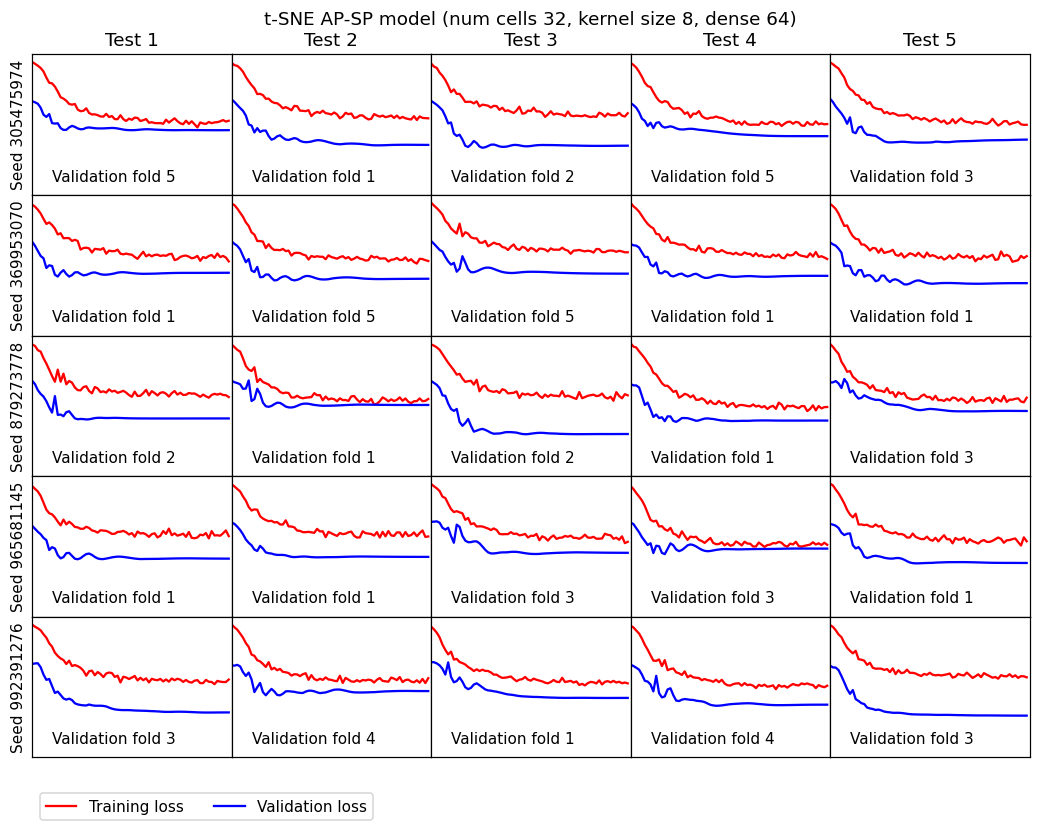 t-SNE AP-SP model (num cells 32, kernel size 8, dense 64)
Test 1 Test 2 Test 3 Test 4 Test 5
Seed 305475974
Validation fold 5 Validation fold 1 Validation fold 2 Validation fold 5 Validation fold 3
Seed 369953070
Validation fold 1 Validation fold 5 Validation fold 5 Validation fold 1 Validation fold 1
Seed 879273778
Validation fold 2 Validation fold 1 Validation fold 2 Validation fold 1 Validation fold 3
Seed 965681145
Validation fold 1 Validation fold 1 Validation fold 3 Validation fold 3 Validation fold 1
Seed 992391276
Validation fold 3 Validation fold 4 Validation fold 1 Validation fold 4 Validation fold 3
Training loss Validation loss